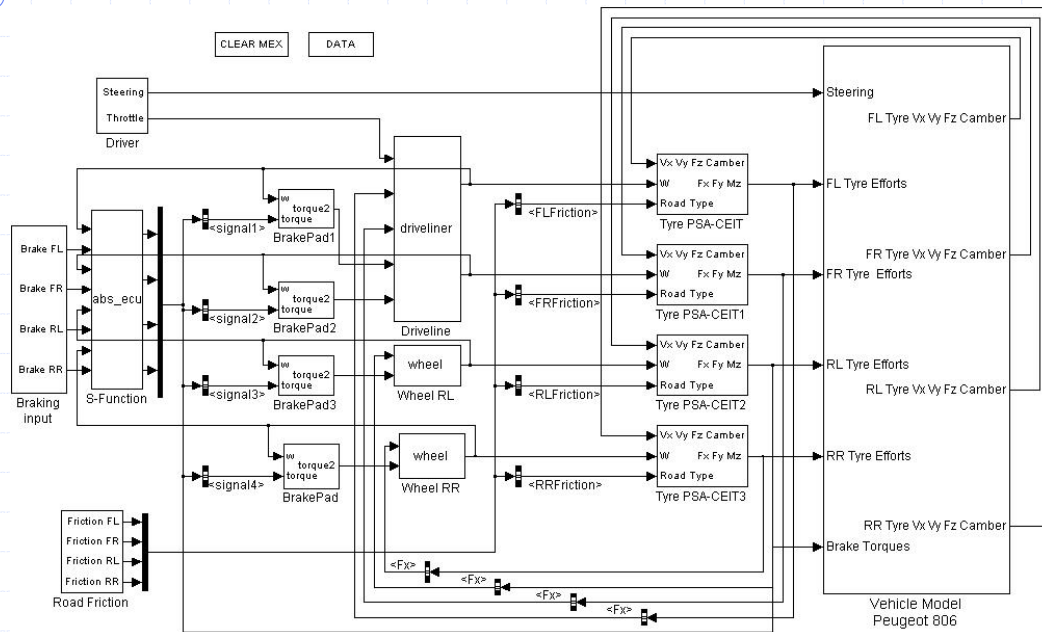 CLEAR MEX
DATA
Steering
Throttle
Driver
Steering
FL Tyre Vx Vy Fz Camber
Vx Vy Fz Camber
W
Fx Fy Mz
Road Type
Tyre PSA-CEIT
FL Tyre Efforts
<FLFriction>
w
torque2
torque
BrakePad1
<signal1>
driveliner
Driveline
Brake FL
Brake FR
Brake RL
Brake RR
Braking
input
abs_ecu
S-Function
FR Tyre Vx Vy Fz Camber
Vx Vy Fz Camber
W
Fx Fy Mz
Road Type
Tyre PSA-CEIT1
FR Tyre Efforts
<FRFriction>
w
torque2
torque
BrakePad2
<signal2>
Vx Vy Fz Camber
W
Fx Fy Mz
Road Type
Tyre PSA-CEIT2
RL Tyre Efforts
RL Tyre Vx Vy Fz Camber
<RLFriction>
w
torque2
torque
BrakePad3
<signal3>
wheel
Wheel RL
Vx Vy Fz Camber
W
Fx Fy Mz
Road Type
Tyre PSA-CEIT3
RR Tyre Efforts
<RRFriction>
w
torque2
torque
BrakePad
<signal4>
wheel
Wheel RR
RR Tyre Vx Vy Fz Camber
Brake Torques
Friction FL
Friction FR
Friction RL
Friction RR
Road Friction
<Fx>
<Fx>
<Fx>
<Fx>
Vehicle Model
Peugeot 806